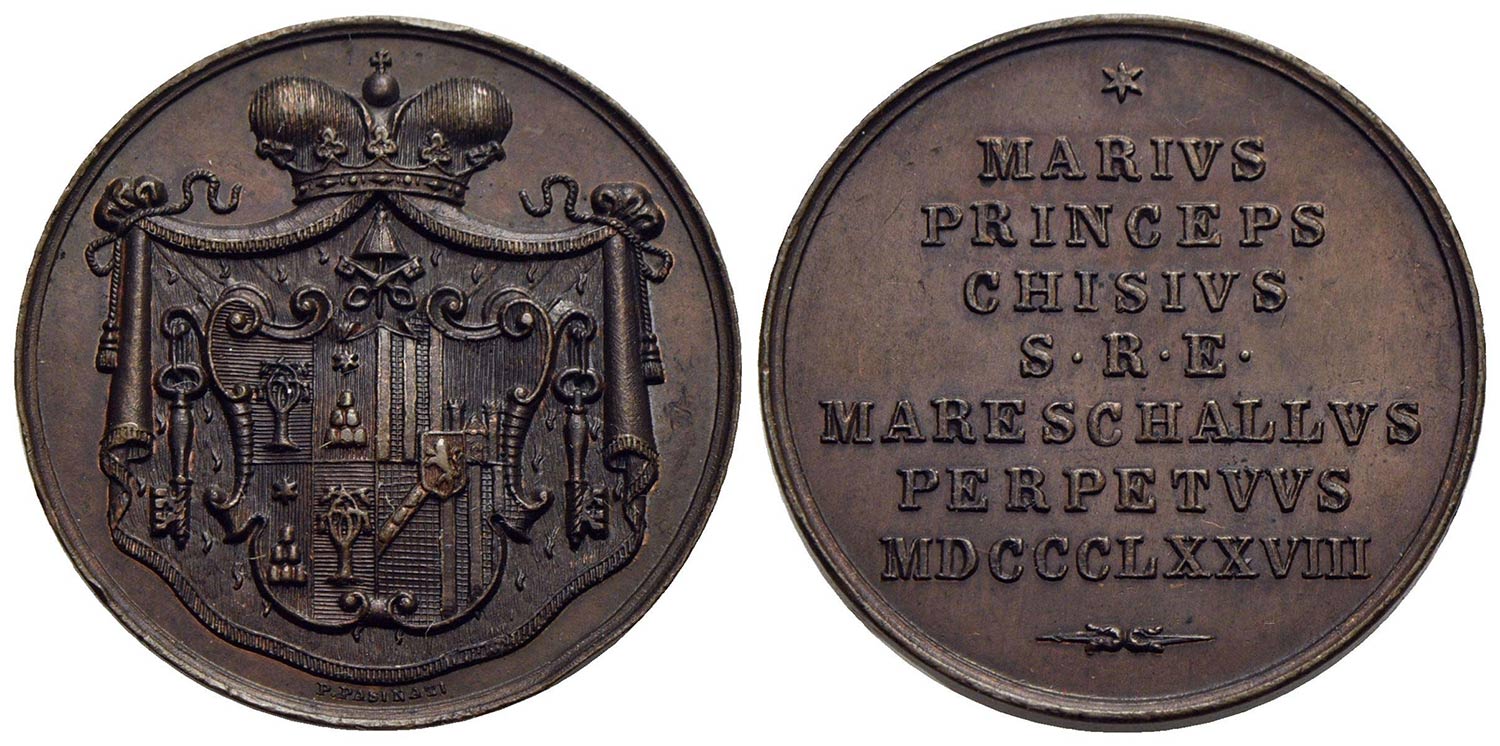 P. PASINATI
MARIVS
PRINCEPS
CHISIVS
S · R · E ·
MARESCHALLVS
PERPETVVS
MDCCCLXXVIII